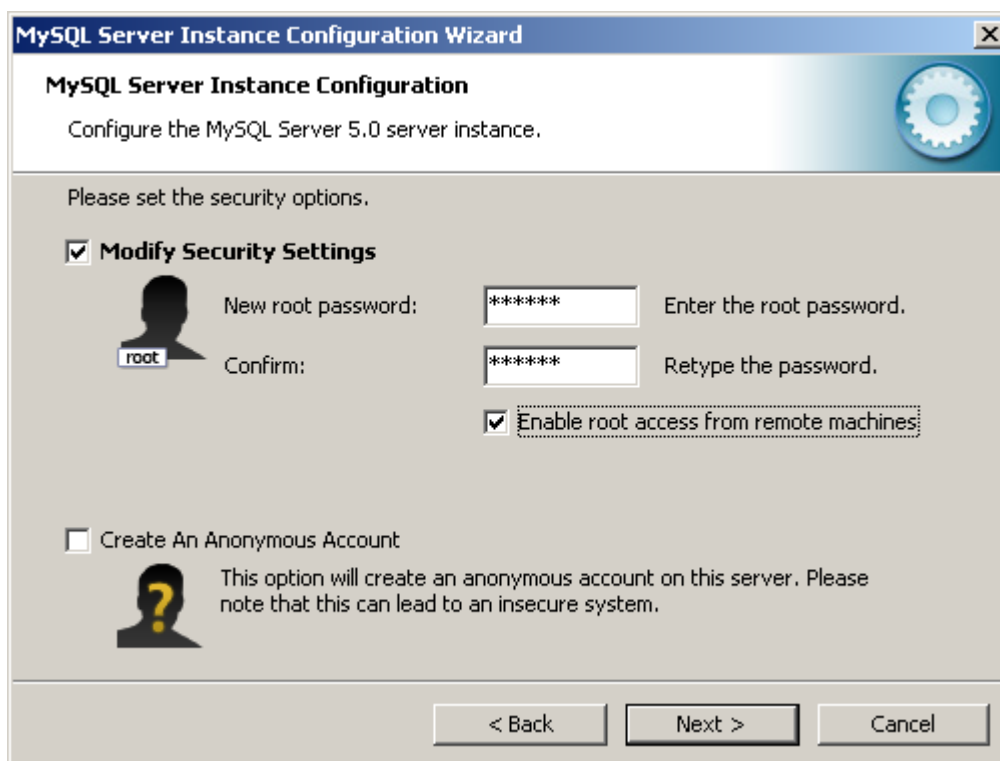 MySQL Server Instance Configuration Wizard
MySQL Server Instance Configuration
Configure the MySQL Server 5.0 server instance.
Please set the security options.
Modify Security Settings
root
New root password: ****** Enter the root password.
Confirm: ****** Retype the password.
Enable root access from remote machines
Create An Anonymous Account
?
This option will create an anonymous account on this server. Please
note that this can lead to an insecure system.
< Back Next > Cancel